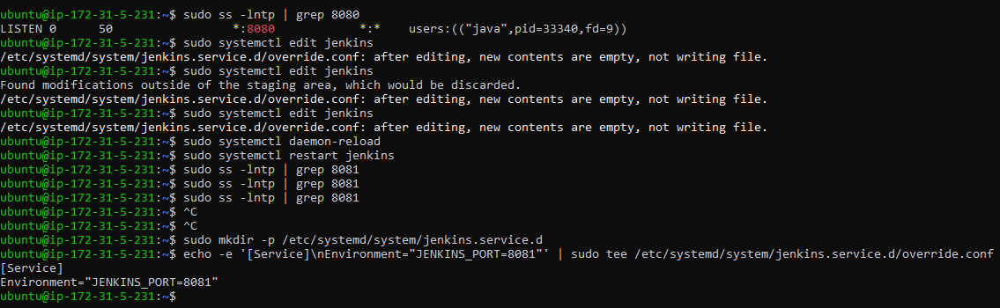 ubuntu@ip-172-31-5-231:~$ sudo ss -lntp | grep 8080
LISTEN 0      50                 *:8080            *:*    users:(("java",pid=33340,fd=9))
ubuntu@ip-172-31-5-231:~$ sudo systemctl edit jenkins
/etc/systemd/system/jenkins.service.d/override.conf: after editing, new contents are empty, not writing file.
ubuntu@ip-172-31-5-231:~$ sudo systemctl edit jenkins
Found modifications outside of the staging area, which would be discarded.
/etc/systemd/system/jenkins.service.d/override.conf: after editing, new contents are empty, not writing file.
ubuntu@ip-172-31-5-231:~$ sudo systemctl edit jenkins
/etc/systemd/system/jenkins.service.d/override.conf: after editing, new contents are empty, not writing file.
ubuntu@ip-172-31-5-231:~$ sudo systemctl daemon-reload
ubuntu@ip-172-31-5-231:~$ sudo systemctl restart jenkins
ubuntu@ip-172-31-5-231:~$ sudo ss -lntp | grep 8081
ubuntu@ip-172-31-5-231:~$ sudo ss -lntp | grep 8081
ubuntu@ip-172-31-5-231:~$ sudo ss -lntp | grep 8081
ubuntu@ip-172-31-5-231:~$ ^C
ubuntu@ip-172-31-5-231:~$ ^C
ubuntu@ip-172-31-5-231:~$ sudo mkdir -p /etc/systemd/system/jenkins.service.d
ubuntu@ip-172-31-5-231:~$ echo -e '[Service]\nEnvironment="JENKINS_PORT=8081"' | sudo tee /etc/systemd/system/jenkins.service.d/override.conf
[Service]
Environment="JENKINS_PORT=8081"
ubuntu@ip-172-31-5-231:~$